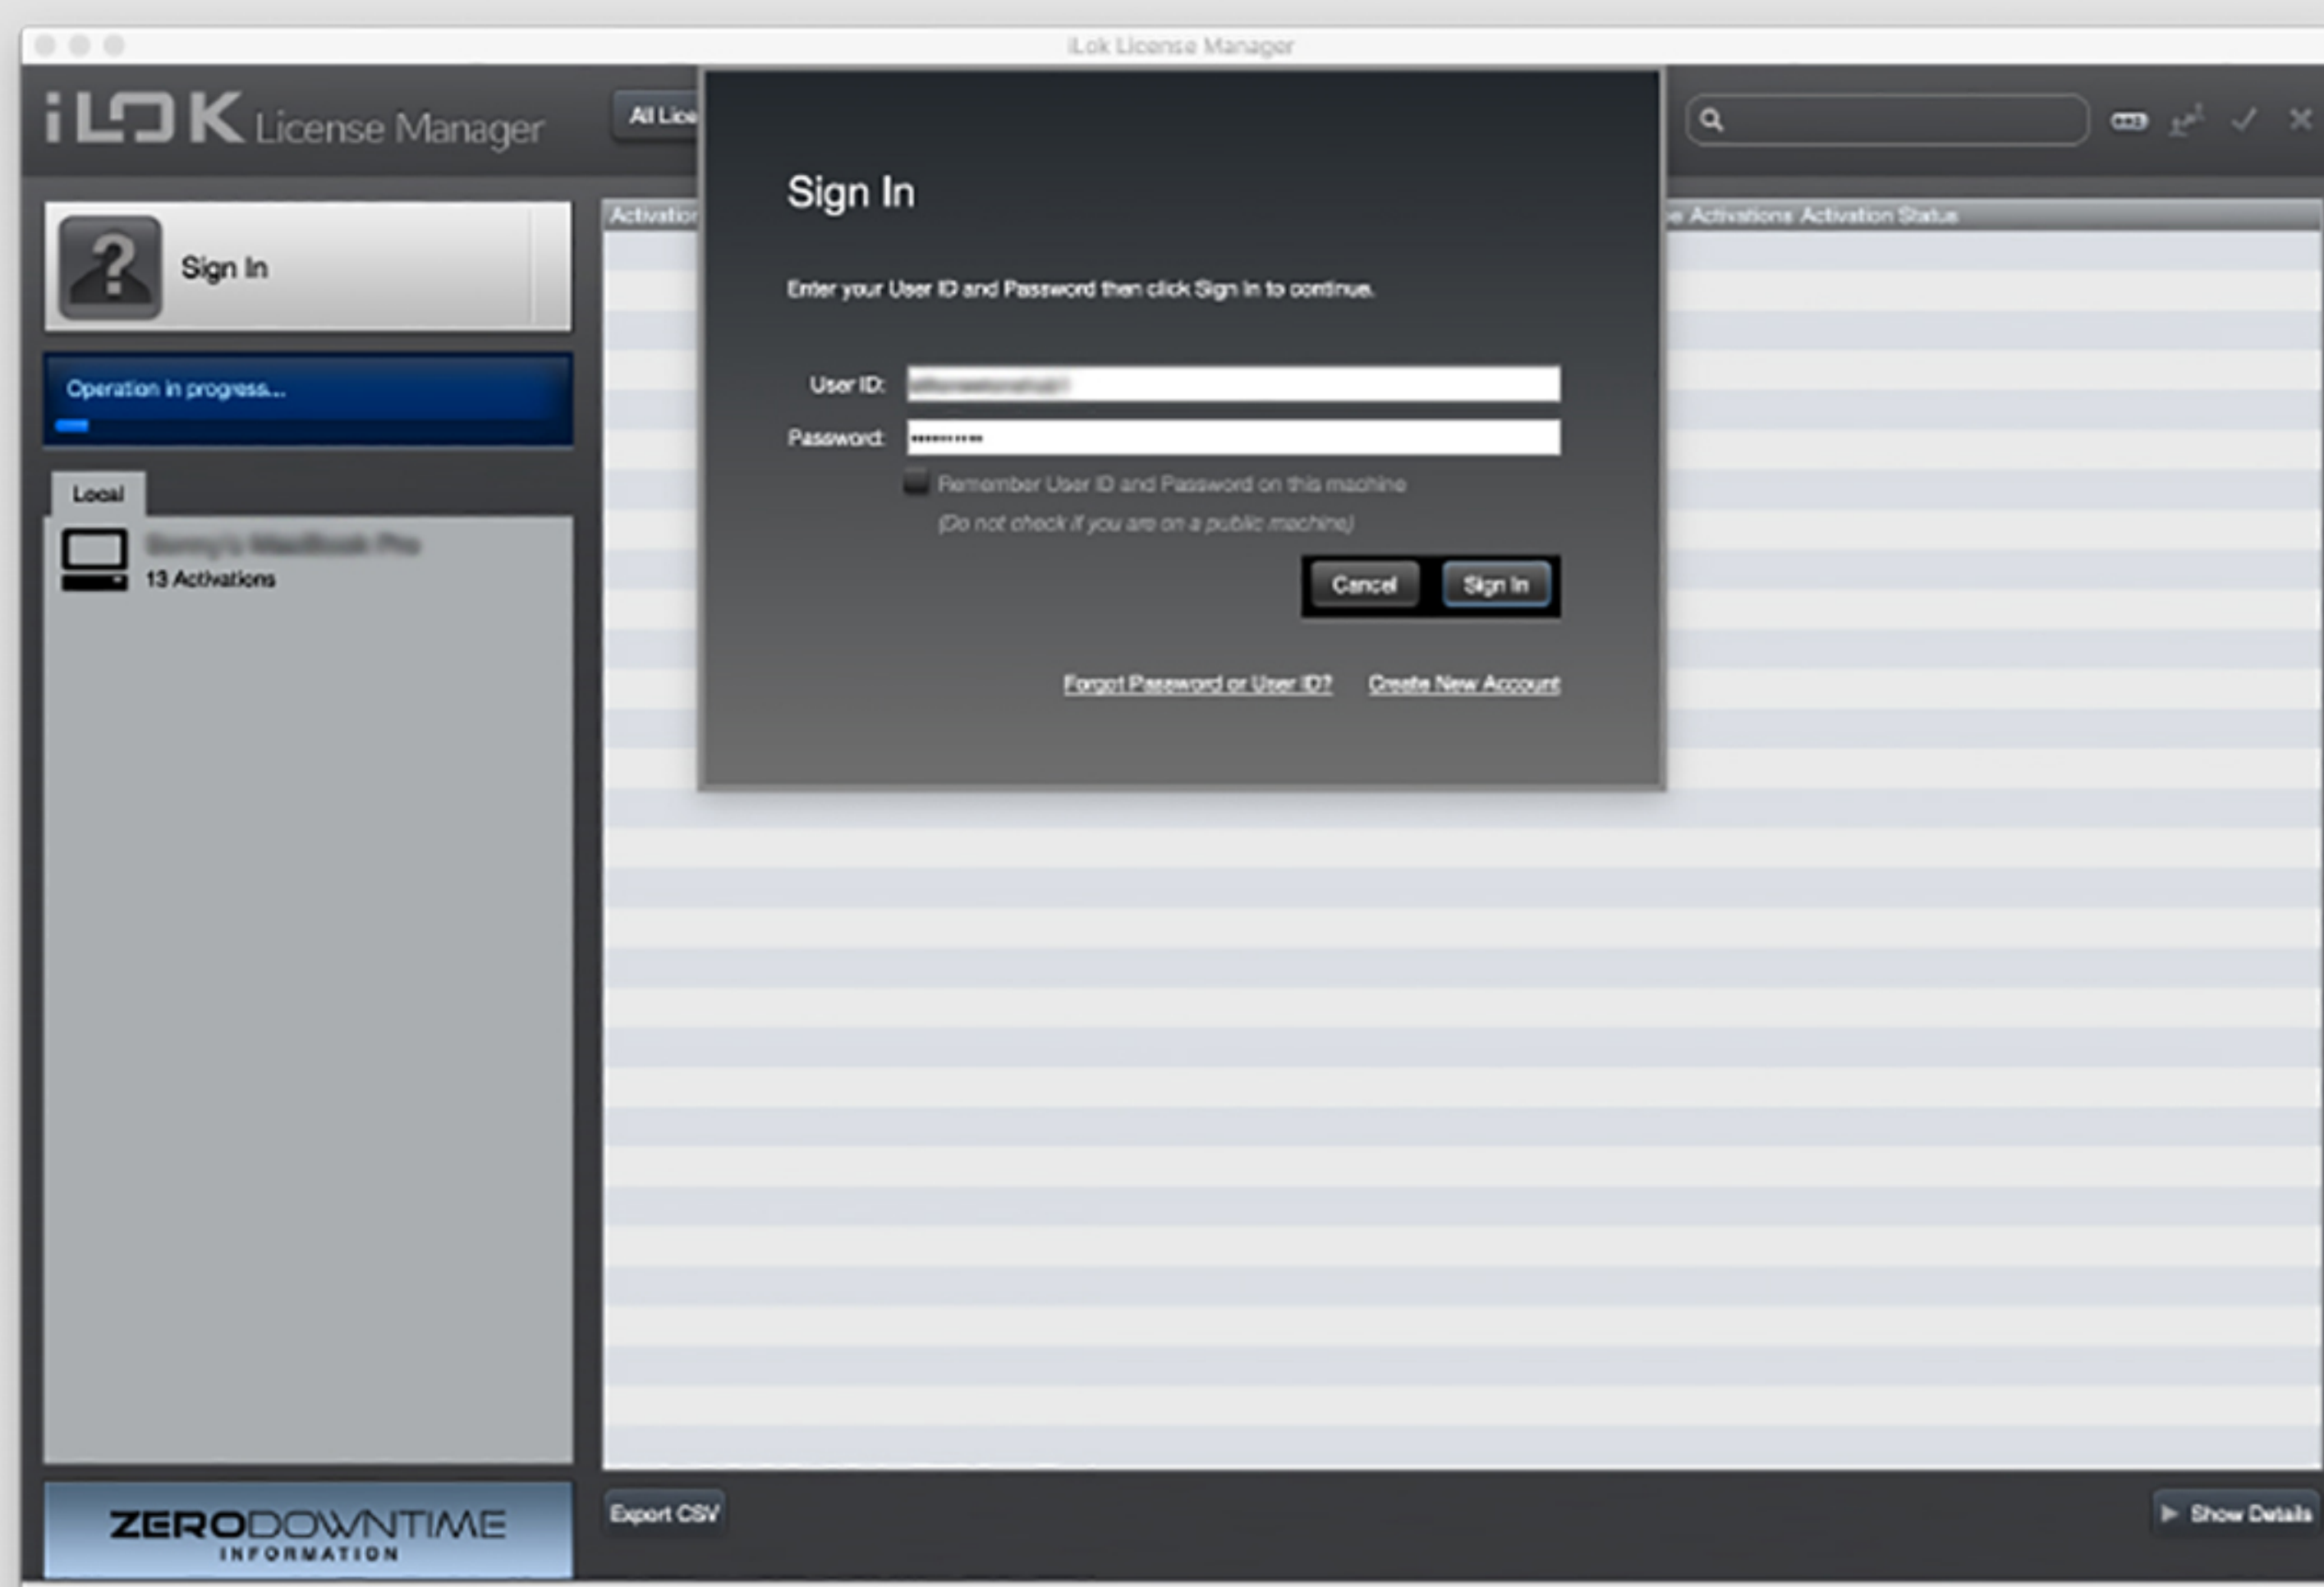 iLok License Manager
iLOK License Manager
All Lice
Sign In
Activation
e Activations Activation Status
Sign In
Enter your User ID and Password then click Sign In to continue.
Operation in progress...
User ID:
Password: ••••••••••
Remember User ID and Password on this machine
(Do not check if you are on a public machine)
Local
13 Activations
Cancel Sign In
Forgot Password or User ID? Create New Account
ZERODOWNTIME
INFORMATION
Export CSV
Show Details